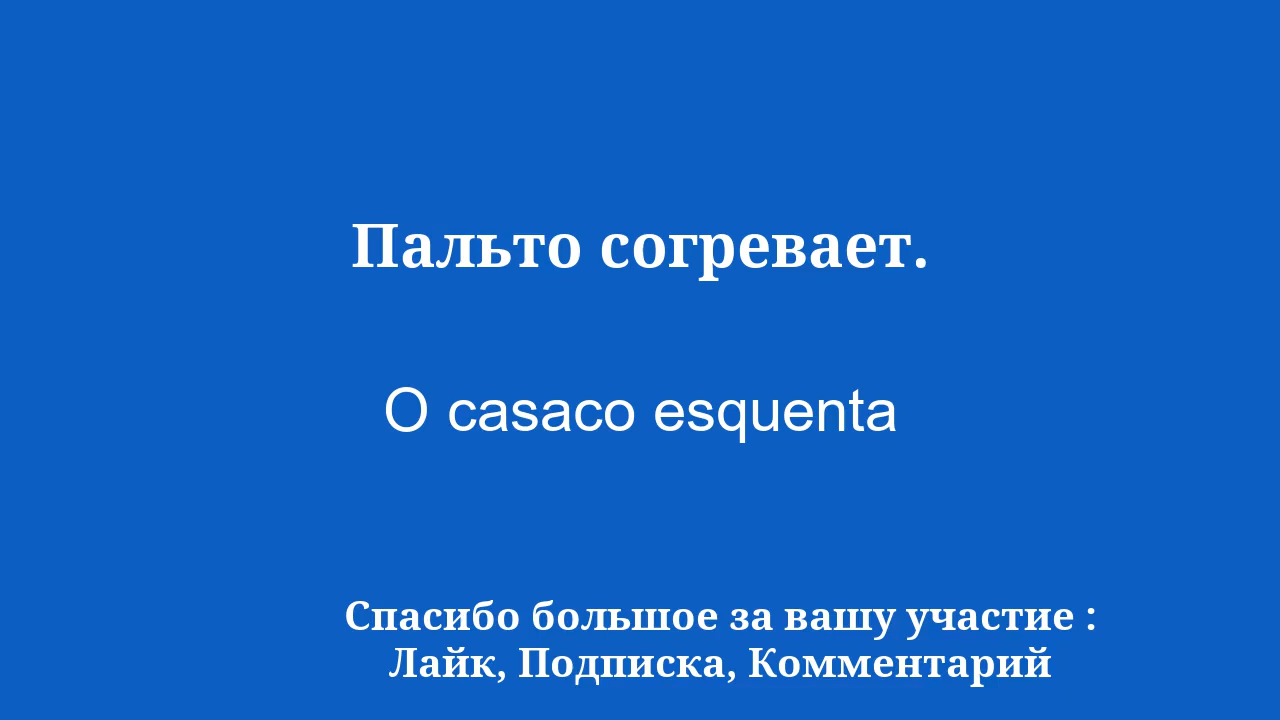 Пальто согревает.
O casaco esquenta
Спасибо большое за вашу участие :
Лайк, Подписка, Комментарий